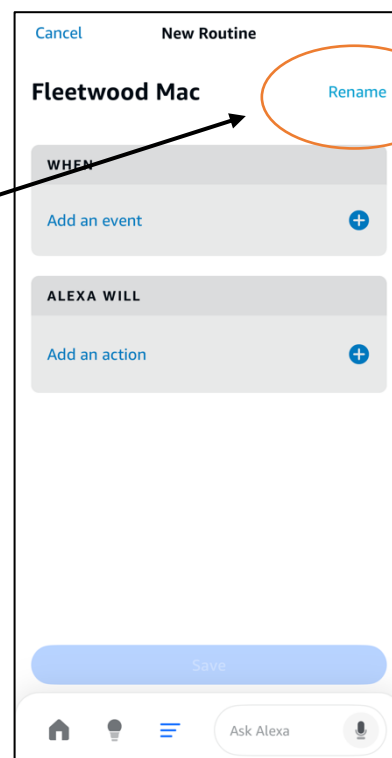 Cancel New Routine
Fleetwood Mac Rename
WHEN
Add an event
ALEXA WILL
Add an action
Save
Ask Alexa